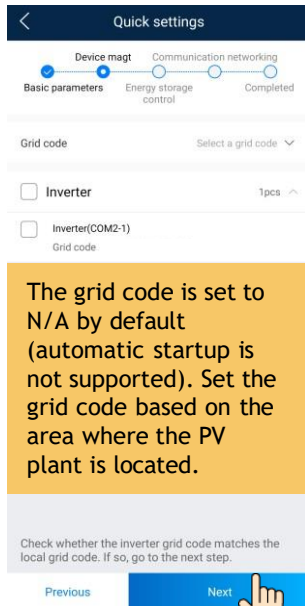 Quick settings
Device magt Communication networking
Basic parameters Energy storage control Completed
Grid code Select a grid code
Inverter 1pcs
Inverter(COM2-1)
Grid code
The grid code is set to
N/A by default
(automatic startup is
not supported). Set the
grid code based on the
area where the PV
plant is located.
Check whether the inverter grid code matches the
local grid code. If so, go to the next step.
Previous Next